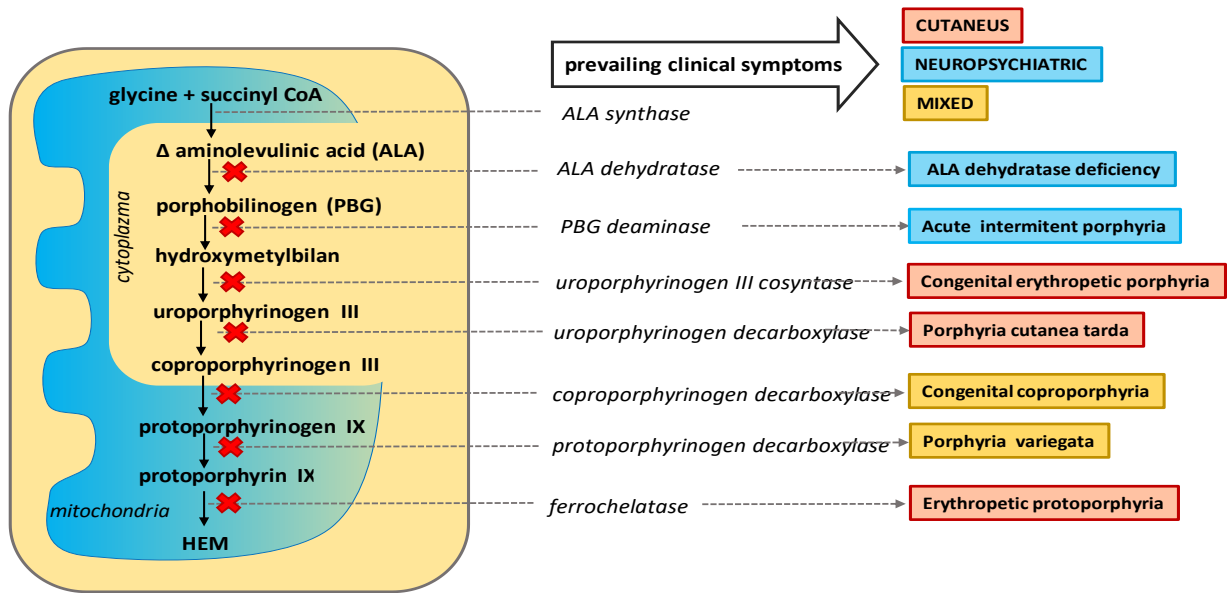 prevailing clinical symptoms
CUTANEUS
NEUROPSYCHIATRIC
MIXED
glycine + succinyl CoA
ALA synthase
Δ aminolevulinic acid (ALA)
ALA dehydratase
ALA dehydratase deficiency
cytoplazma
porphobilinogen (PBG)
PBG deaminase
Acute intermitent porphyria
hydroxymetylbilan
uroporphyrinogen III cosyntase
Congenital erythropetic porphyria
uroporphyrinogen III
uroporphyrinogen decarboxylase
Porphyria cutanea tarda
coproporphyrinogen III
coproporphyrinogen decarboxylase
Congenital coproporphyria
protoporphyrinogen IX
protoporphyrinogen decarboxylase
Porphyria variegata
protoporphyrin IX
mitochondria
ferrochelatase
Erythropetic protoporphyria
HEM